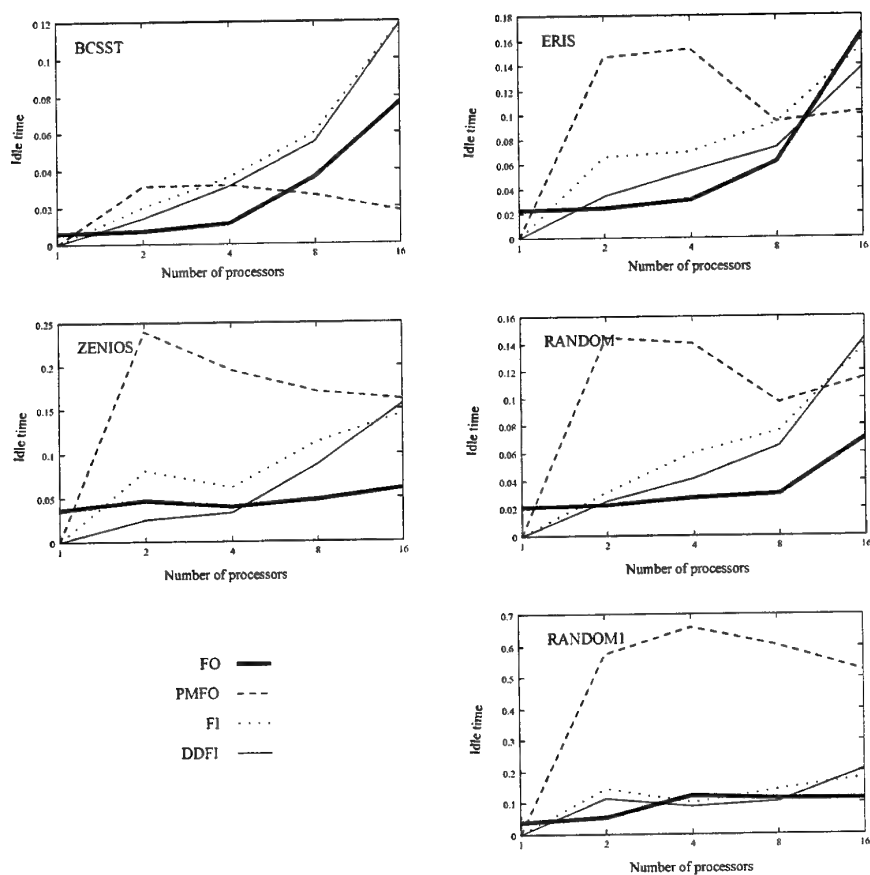 BCSST
0.12
0.1
0.08
0.06
0.04
0.02
0
Idle time
1 2 4 8 16
Number of processors
ERIS
0.18
0.16
0.14
0.12
0.1
0.08
0.06
0.04
0.02
0
Idle time
1 2 4 8 16
Number of processors
ZENIOS
0.25
0.2
0.15
0.1
0.05
0
Idle time
1 2 4 8 16
Number of processors
RANDOM
0.16
0.14
0.12
0.1
0.08
0.06
0.04
0.02
0
Idle time
1 2 4 8 16
Number of processors
FO
PMFO
FI
DDFI
RANDOM1
0.7
0.6
0.5
0.4
0.3
0.2
0.1
0
Idle time
1 2 4 8 16
Number of processors